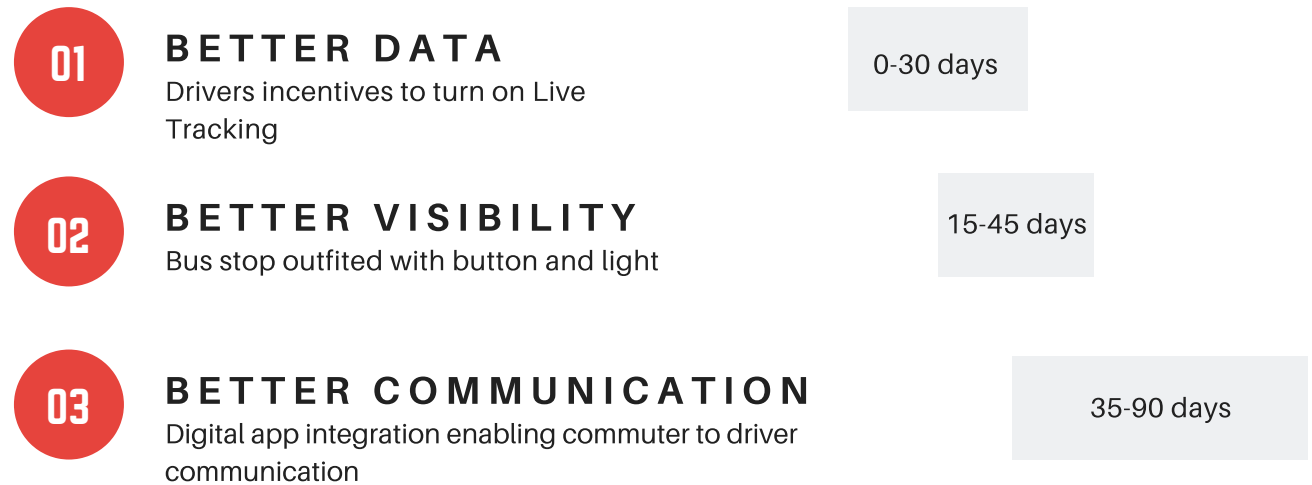 01
BETTER DATA
Drivers incentives to turn on Live
Tracking
0-30 days
02
BETTER VISIBILITY
Bus stop outfited with button and light
15-45 days
03
BETTER COMMUNICATION
Digital app integration enabling commuter to driver
communication
35-90 days